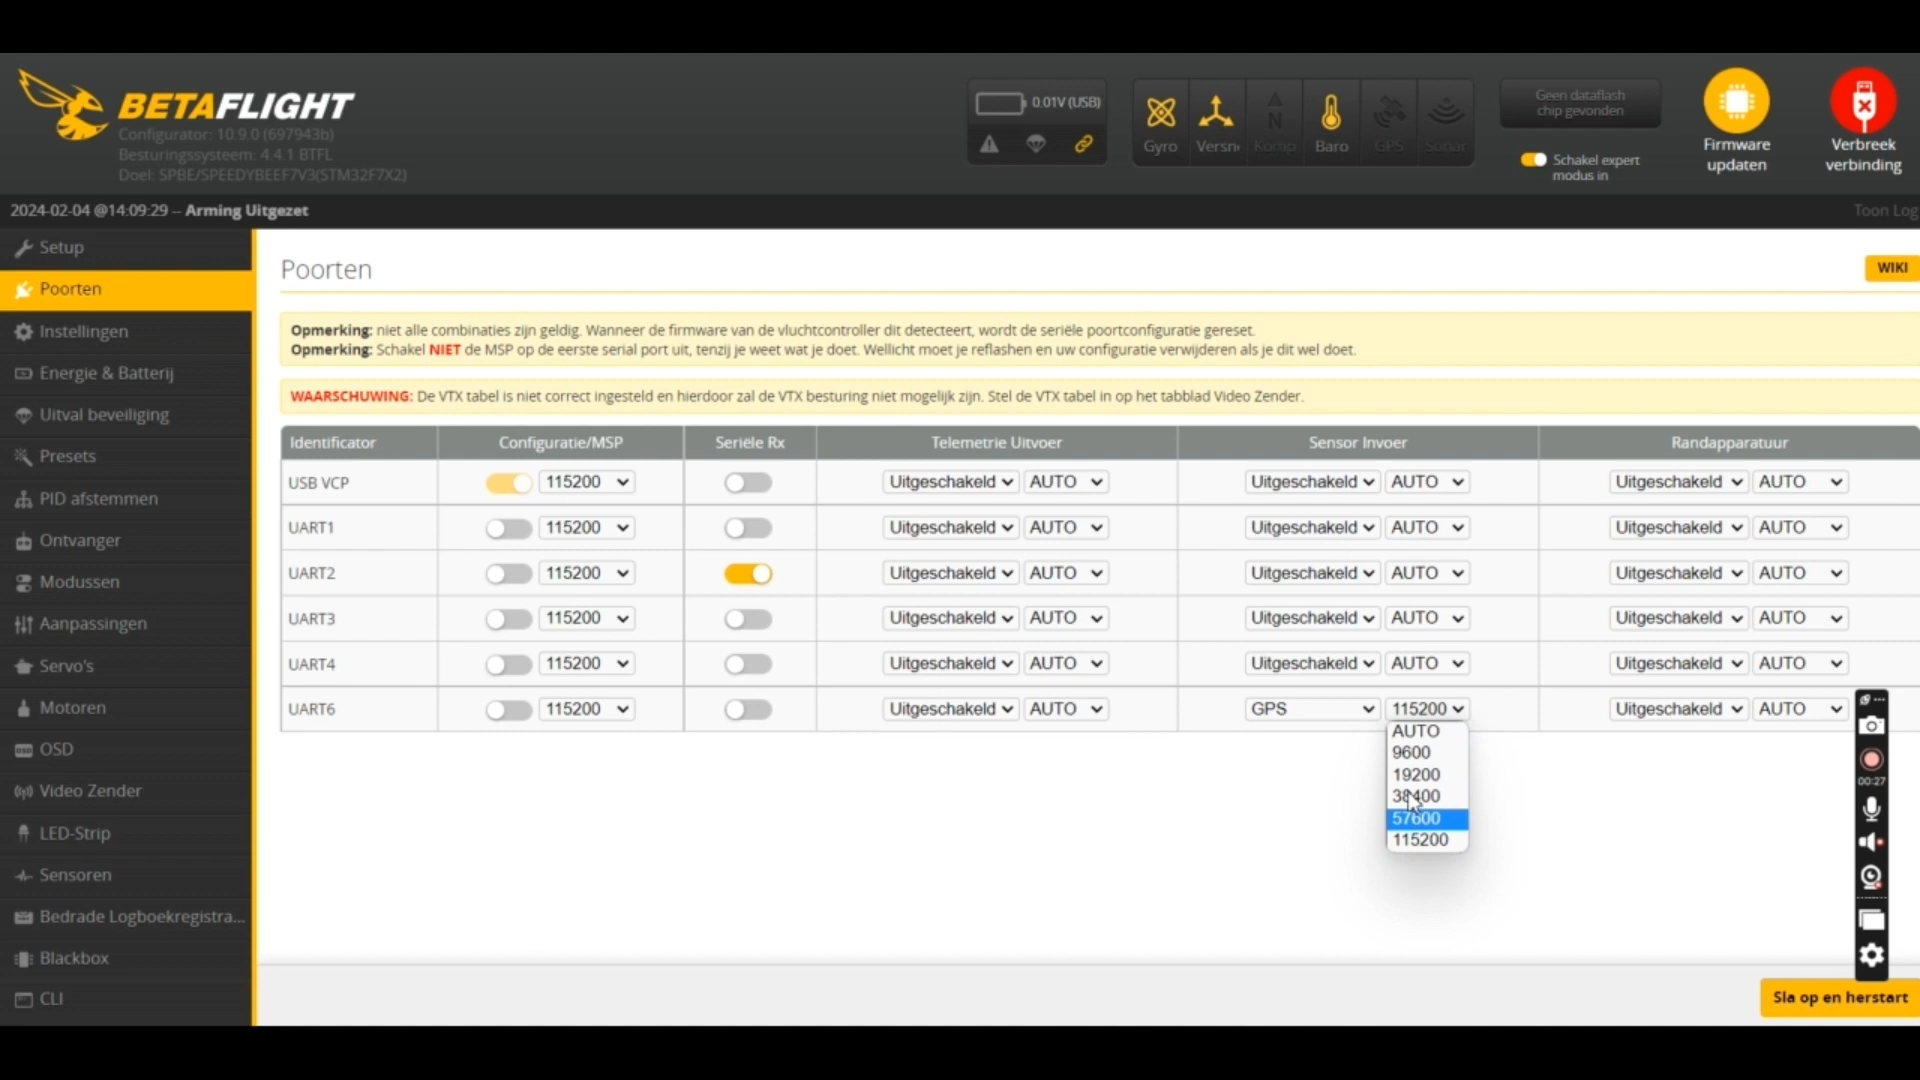 BETAFLIGHT
Configurator: 10.9.0 (697943b)
Besturingssysteem: 4.4.1 BTFL
Doel: SPBE/SPEEDYBEEF7V3(STM32F7X2)
0.01V (USB)
Gyro Versn Komp Baro GPS Sonar
Geen dataflash
chip gevonden
Schakel expert
modus in
Firmware
updaten
Verbreek
verbinding
2024-02-04 @14:09:29 -- Arming Uitgezet
Toon Log
Setup
Poorten
Instellingen
Energie & Batterij
Uitval beveiliging
Presets
PID afstemmen
Ontvanger
Modussen
Aanpassingen
Servo's
Motoren
OSD
Video Zender
LED-Strip
Sensoren
Bedrade Logboekregistra...
Blackbox
CLI
Poorten
WIKI
Opmerking: niet alle combinaties zijn geldig. Wanneer de firmware van de vluchtcontroller dit detecteert, wordt de seriële poortconfiguratie gereset.
Opmerking: Schakel NIET de MSP op de eerste serial port uit, tenzij je weet wat je doet. Wellicht moet je reflashen en uw configuratie verwijderen als je dit wel doet.
WAARSCHUWING: De VTX tabel is niet correct ingesteld en hierdoor zal de VTX besturing niet mogelijk zijn. Stel de VTX tabel in op het tabblad Video Zender.
Identificator Configuratie/MSP Seriële Rx Telemetrie Uitvoer Sensor Invoer Randapparatuur
USB VCP 115200 Uitgeschakeld AUTO Uitgeschakeld AUTO Uitgeschakeld AUTO
UART1 115200 Uitgeschakeld AUTO Uitgeschakeld AUTO Uitgeschakeld AUTO
UART2 115200 Uitgeschakeld AUTO Uitgeschakeld AUTO Uitgeschakeld AUTO
UART3 115200 Uitgeschakeld AUTO Uitgeschakeld AUTO Uitgeschakeld AUTO
UART4 115200 Uitgeschakeld AUTO Uitgeschakeld AUTO Uitgeschakeld AUTO
UART6 115200 Uitgeschakeld AUTO GPS 115200 Uitgeschakeld AUTO
AUTO
9600
19200
38400
57600
115200
00:27
Sla op en herstart